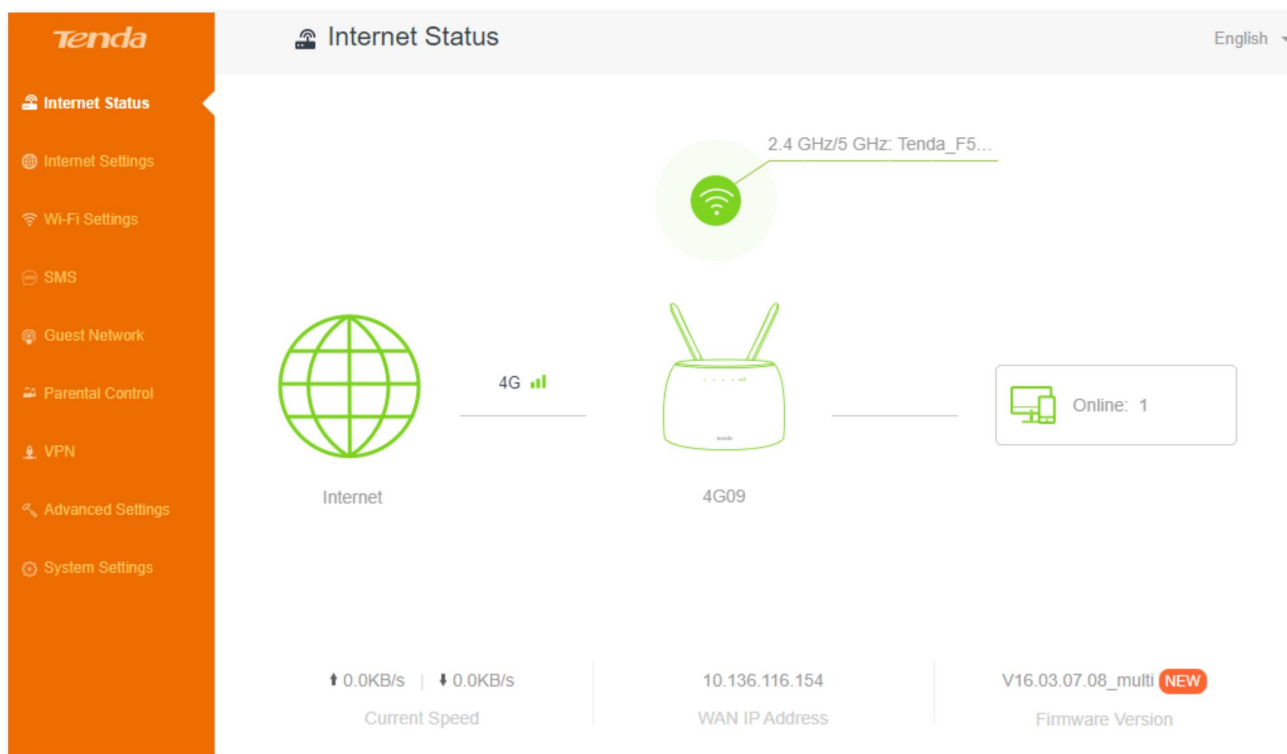 Tenda
Internet Status
English
Internet Status
Internet Settings
Wi-Fi Settings
SMS
Guest Network
Parental Control
VPN
Advanced Settings
System Settings
2.4 GHz/5 GHz: Tenda_F5...
4G
Online: 1
Internet
4G09
0.0KB/s | 0.0KB/s
Current Speed
10.136.116.154
WAN IP Address
V16.03.07.08_multi NEW
Firmware Version